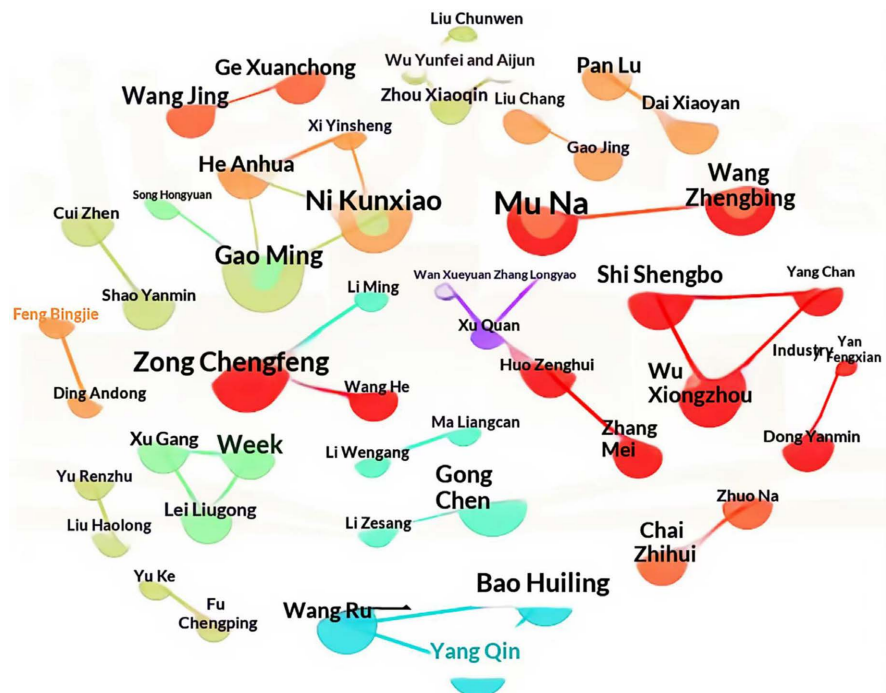 Liu Chunwen
Wu Yunfei and Aijun
Ge Xuanchong
Pan Lu
Wang Jing
Zhou Xiaoqin
Liu Chang
Dai Xiaoyan
Xi Yinsheng
Gao Jing
He Anhua
Wang
Zhengbing
Song Hongyuan
Ni Kunxiao
Mu Na
Cui Zhen
Gao Ming
Wan Xueyuan Zhang Longyao
Shi Shengbo
Yang Chan
Li Ming
Shao Yanmin
Feng Bingjie
Xu Quan
Industry
Yan
Fengxian
Zong Chengfeng
Huo Zenghui
Wu
Xiongzhou
Wang He
Ding Andong
Ma Liangcan
Zhang
Mei
Dong Yanmin
Xu Gang
Week
Li Wengang
Yu Renzhu
Gong
Chen
Zhuo Na
Lei Liugong
Liu Haolong
Li Zesang
Chai
Zhihui
Yu Ke
Fu
Chengping
Wang Ru
Bao Huiling
Yang Qin